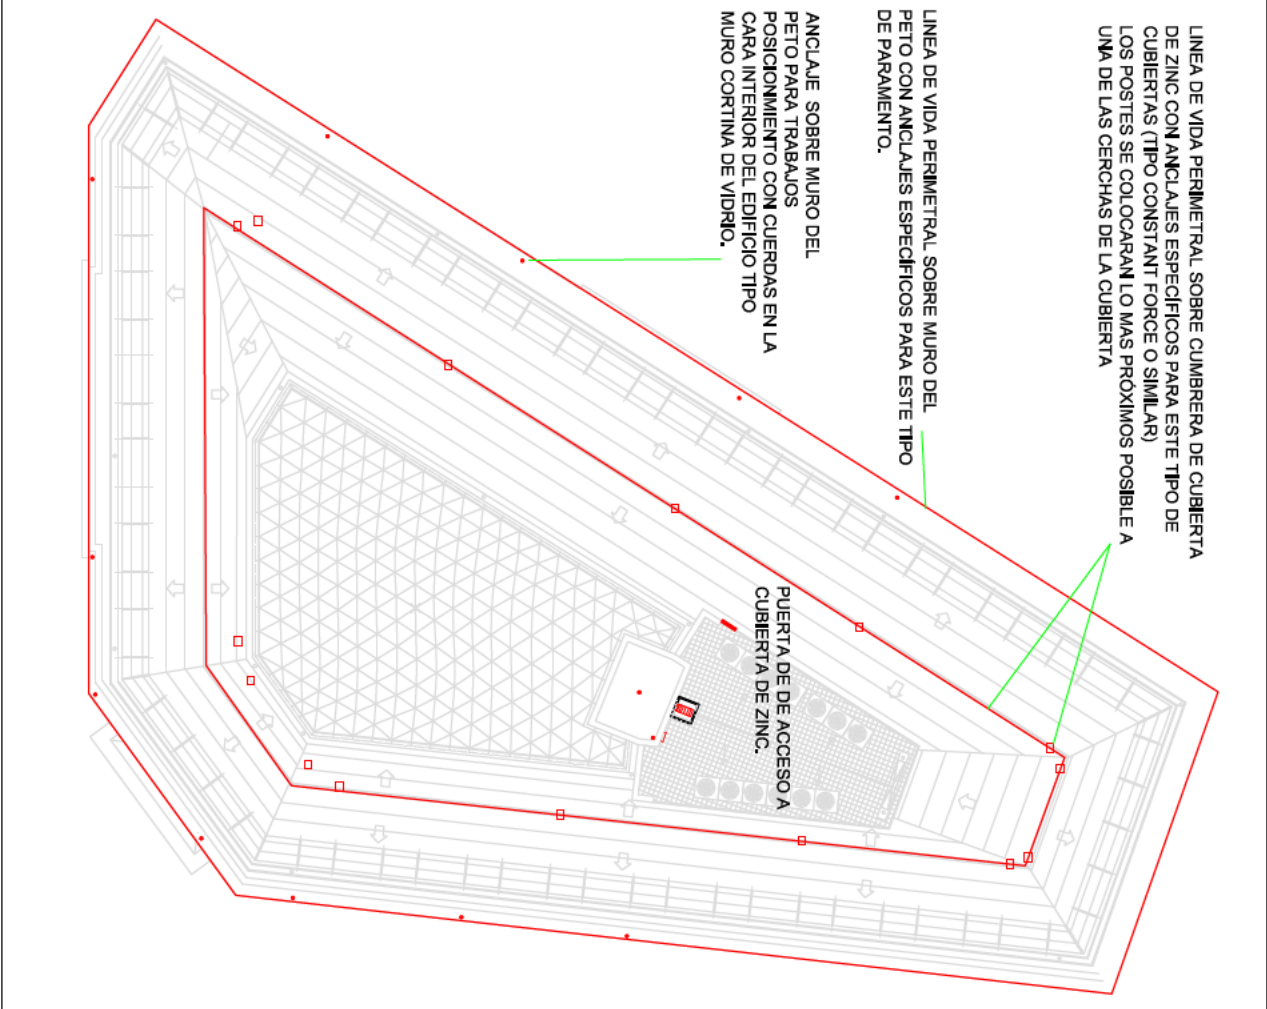 LINEA DE VIDA PERIMETRAL SOBRE CUMBRERA DE CUBIERTA
DE ZINC CON ANCLAJES ESPECÍFICOS PARA ESTE TIPO DE
CUBIERTAS (TIPO CONSTANT FORCE O SIMILAR)
LOS POSTES SE COLOCARAN LO MAS PRÓXIMOS POSIBLE A
UNA DE LAS CERCHAS DE LA CUBIERTA
LINEA DE VIDA PERIMETRAL SOBRE MURO DEL
PETO CON ANCLAJES ESPECÍFICOS PARA ESTE TIPO
DE PARAMENTO.
ANCLAJE SOBRE MURO DEL
PETO PARA TRABAJOS
POSICIONMIENTO CON CUERDAS EN LA
CARA INTERIOR DEL EDIFICIO TIPO
MURO CORTINA DE VIDRIO.
PUERTA DE DE ACCESO A
CUBIERTA DE ZINC.